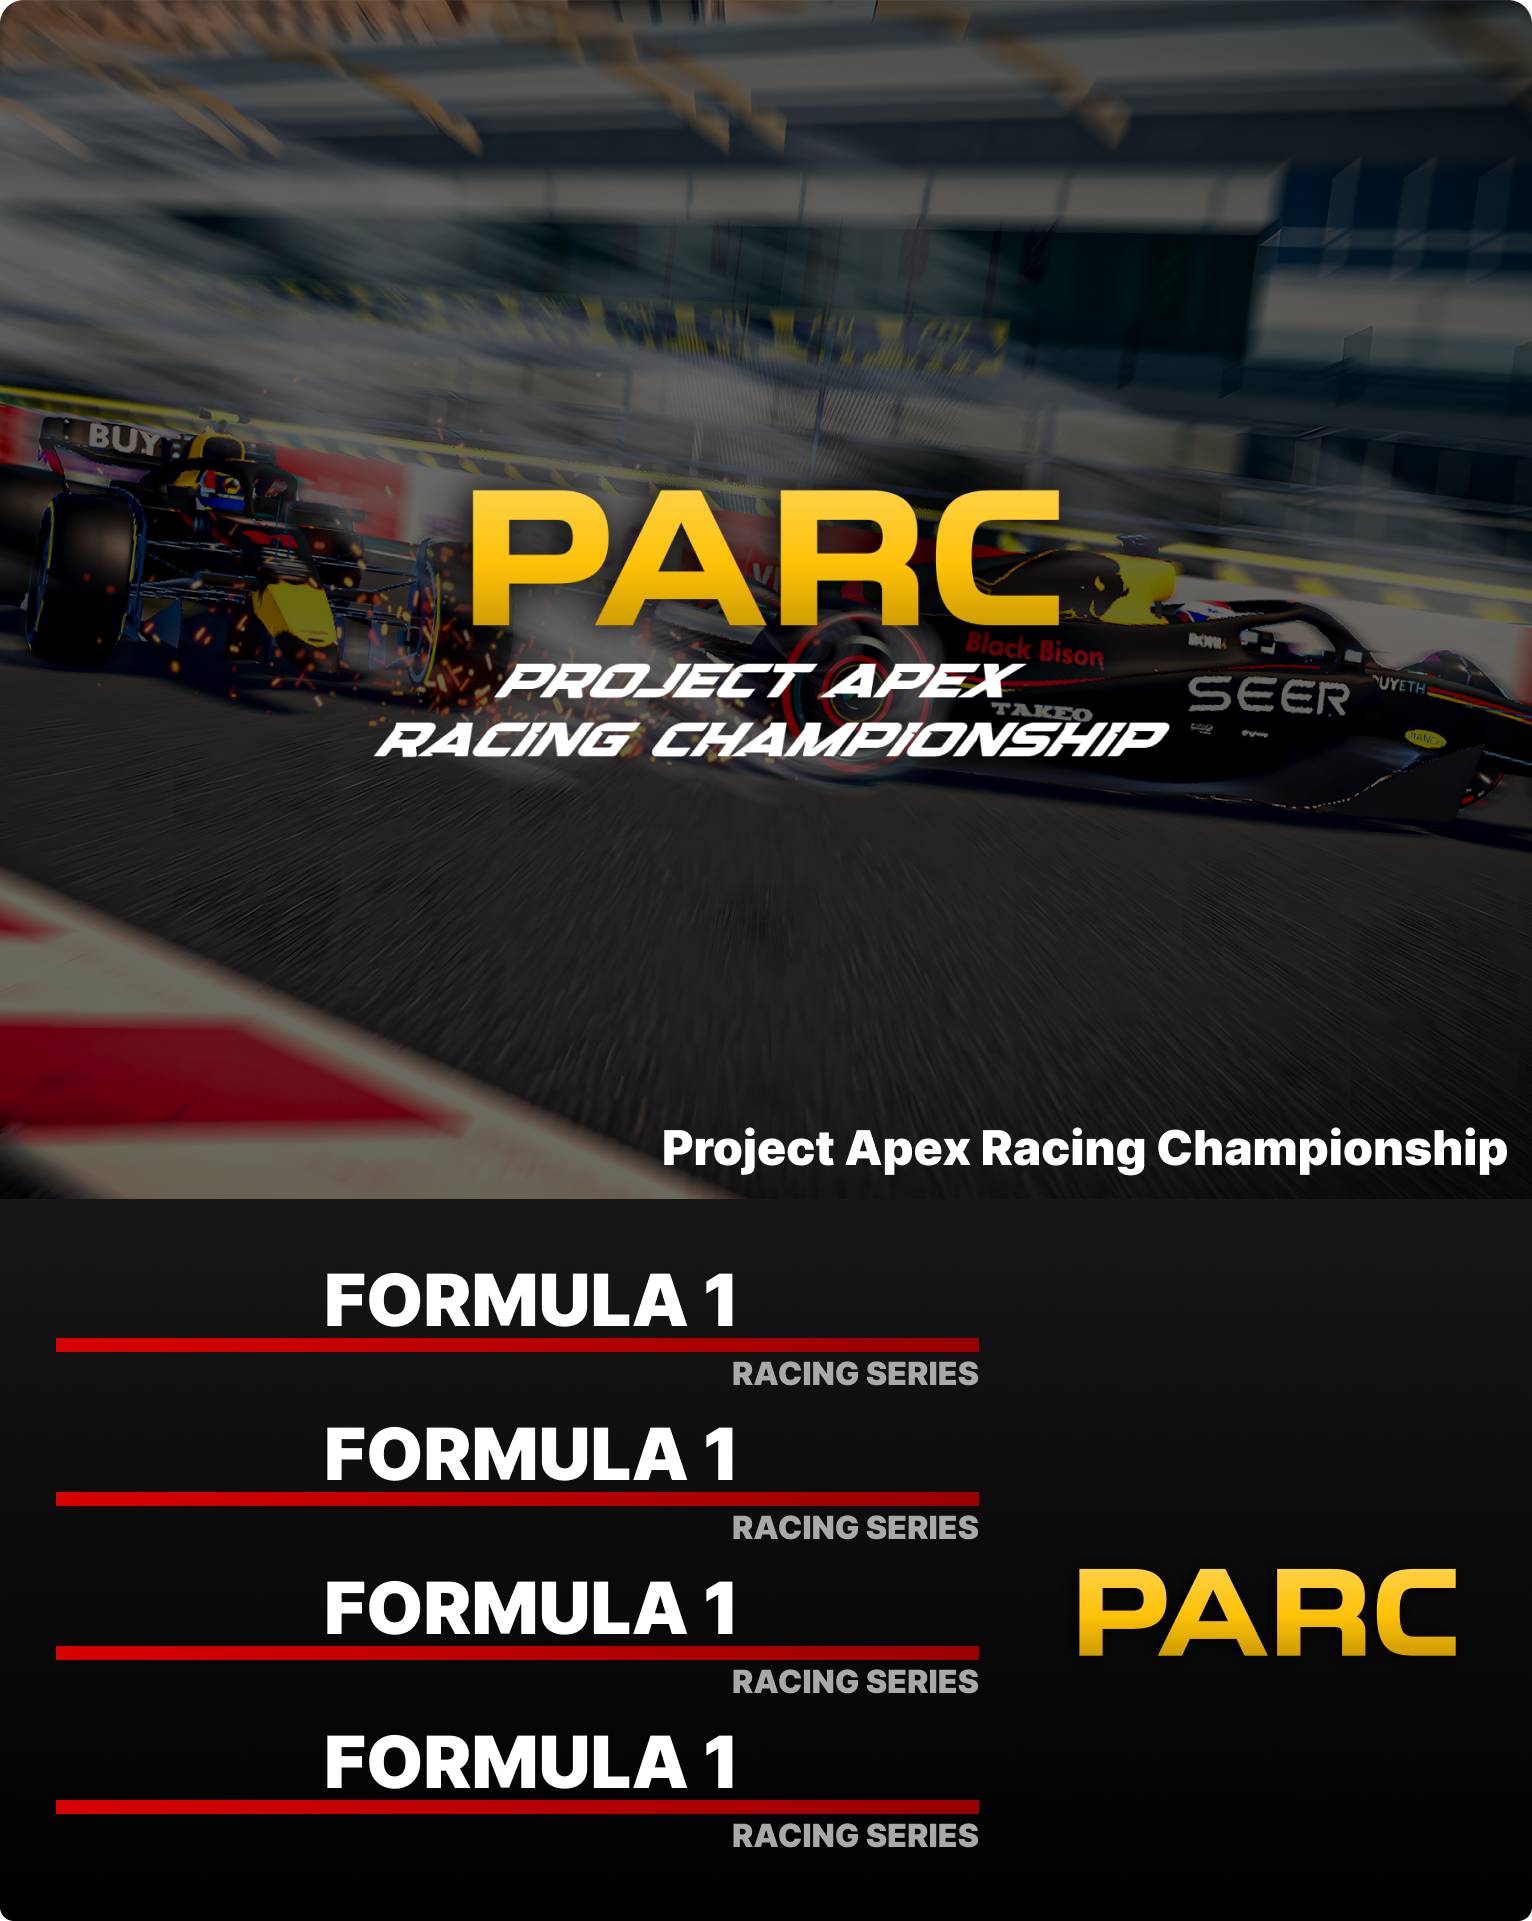 BUY
PARC
Black Bison
SEER
BUYETH
TAKEO
PROJECT APEX
RACING CHAMPIONSHIP
Project Apex Racing Championship
FORMULA 1
RACING SERIES
FORMULA 1
RACING SERIES
FORMULA 1
RACING SERIES
PARC
FORMULA 1
RACING SERIES